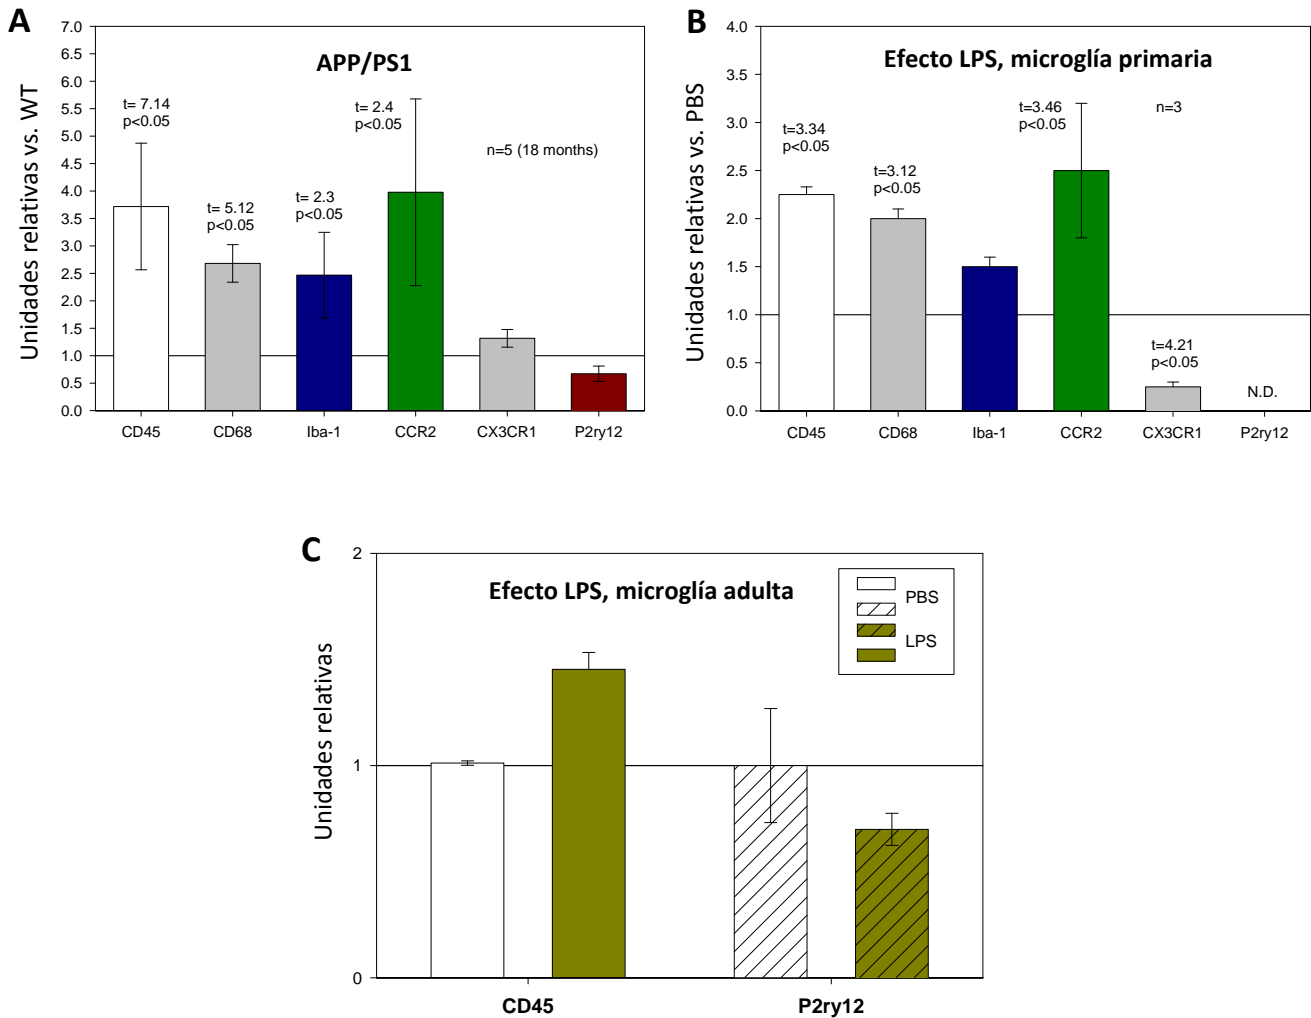 A
APP/PS1
Unidades relativas vs. WT
7.0
6.5
6.0
5.5
5.0
4.5
4.0
3.5
3.0
2.5
2.0
1.5
1.0
0.5
0.0
t= 7.14
p<0.05
t= 5.12
p<0.05
t= 2.3
p<0.05
t= 2.4
p<0.05
n=5 (18 months)
CD45
CD68
Iba-1
CCR2
CX3CR1
P2ry12
B
Efecto LPS, microglía primaria
Unidades relativas vs. PBS
4.0
3.5
3.0
2.5
2.0
1.5
1.0
0.5
0.0
t=3.34
p<0.05
t=3.12
p<0.05
t=3.46
p<0.05
n=3
t=4.21
p<0.05
N.D.
CD45
CD68
Iba-1
CCR2
CX3CR1
P2ry12
C
Efecto LPS, microglía adulta
Unidades relativas
2
1
0
PBS
LPS
CD45
P2ry12